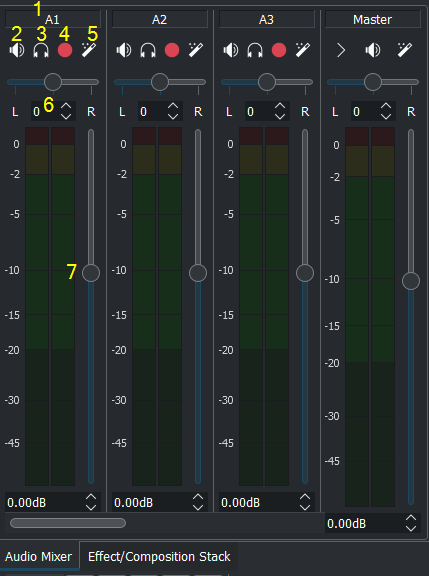 1
A1 A2 A3 Master
2 3 4 5
L 0 R L 0 R L 0 R L 0 R
6
0 0 0 0
-2 -2 -2 -2
-5 -5 -5 -5
7
-10 -10 -10 -10
-15 -15 -15 -15
-20 -20 -20 -20
-30 -30 -30 -30
-45 -45 -45 -45
0.00dB 0.00dB 0.00dB
0.00dB
Audio Mixer Effect/Composition Stack